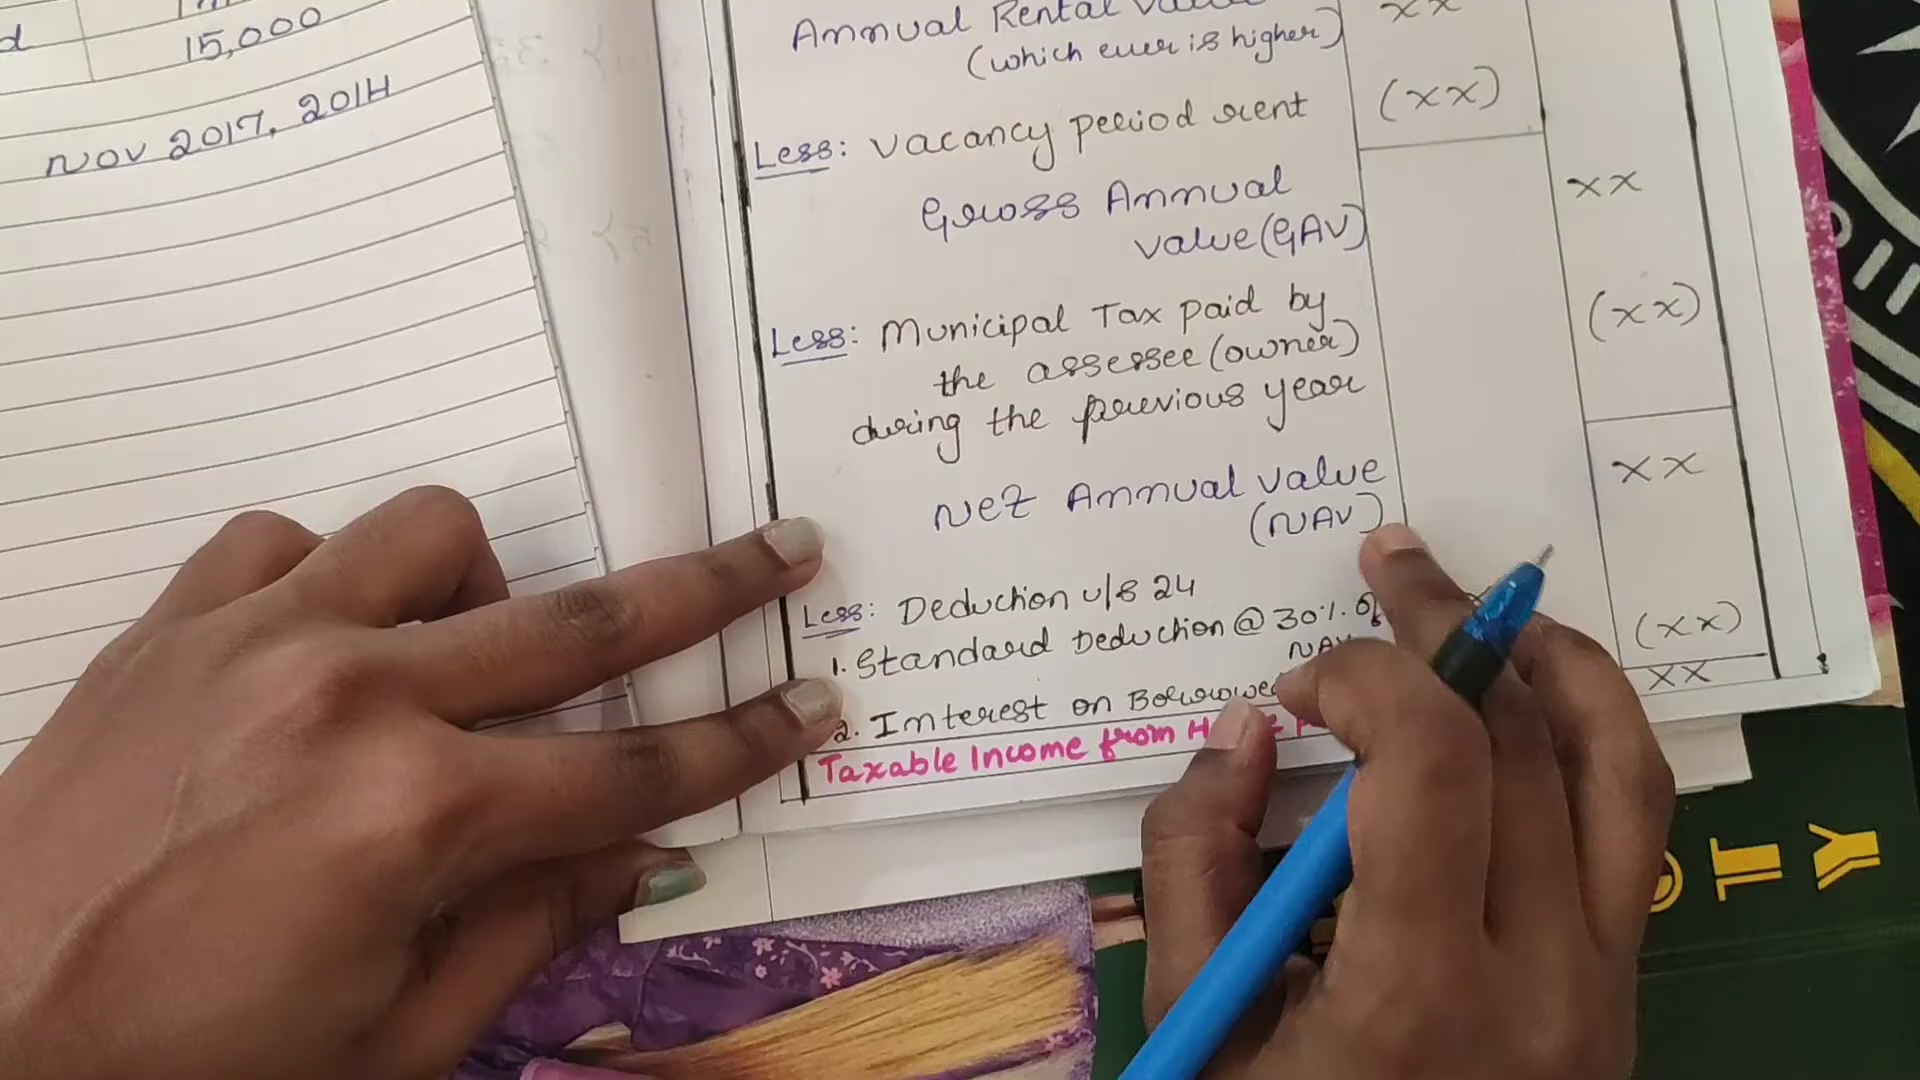 d
15,000
Nov 2017, 2014
Annual Rental Value
(which ever is higher)
xx
Less: Vacancy period rent
(xx)
Gross Annual
Value (GAV)
xx
Less: Municipal Tax paid by
the assessee (owner)
during the previous year
(xx)
Net Annual Value
(NAV)
xx
Less: Deduction u/s 24
1. Standard Deduction @ 30%. of
NAV
(xx)
2. Interest on Borrowed
xx
Taxable Income from
OTY